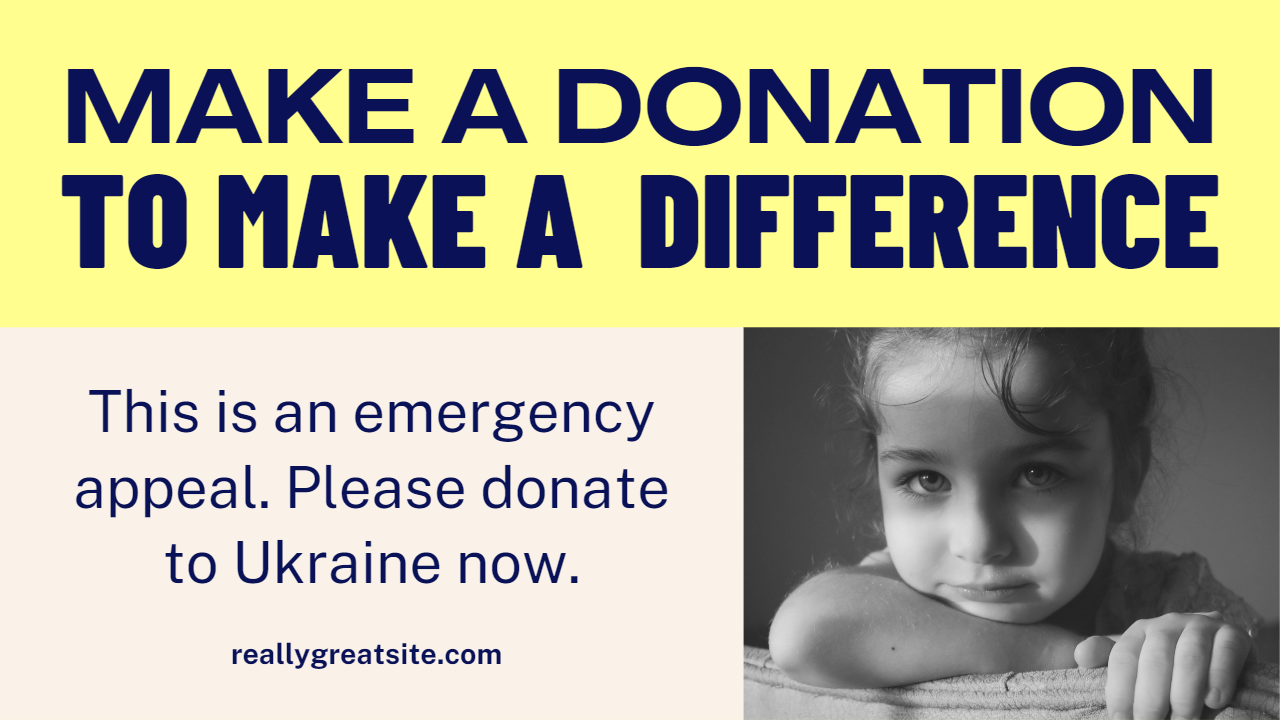 MAKE A DONATION
TO MAKE A DIFFERENCE
This is an emergency
appeal. Please donate
to Ukraine now.
reallygreatsite.com